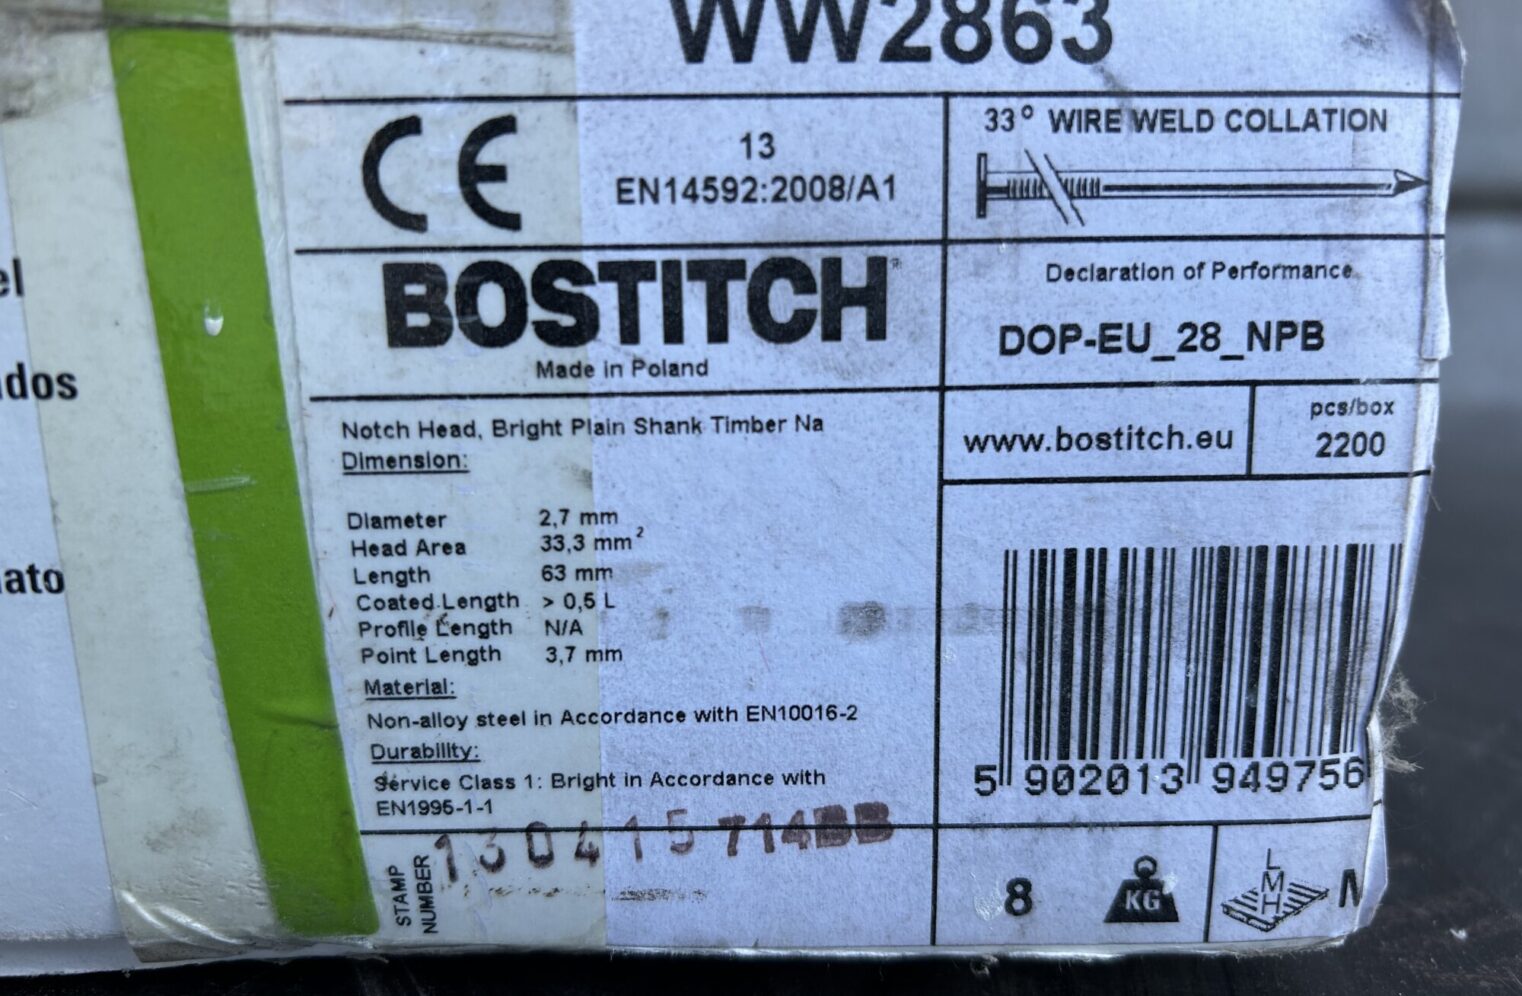 WW2863
CE
13
EN14592:2008/A1
33° WIRE WELD COLLATION
BOSTITCH®
Made in Poland
Declaration of Performance
DOP-EU_28_NPB
www.bostitch.eu
pcs/box
2200
Notch Head, Bright Plain Shank Timber Na
Dimension:
Diameter 2,7 mm
Head Area 33,3 mm²
Length 63 mm
Coated Length > 0,5 L
Profile Length N/A
Point Length 3,7 mm
Material:
Non-alloy steel in Accordance with EN10016-2
Durability:
Service Class 1: Bright in Accordance with
EN1995-1-1
5 902013 949756
STAMP
NUMBER
130415 714BB
8
KG
L
M
H
M
el
ados
ato